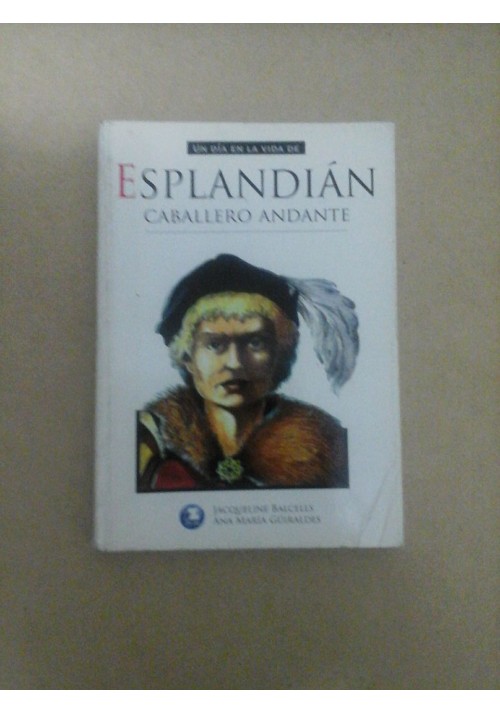 UN DÍA EN LA VIDA DE
ESPLANDIÁN
CABALLERO ANDANTE
JACQUELINE BALCELLS
ANA MARÍA GÜIRALDES